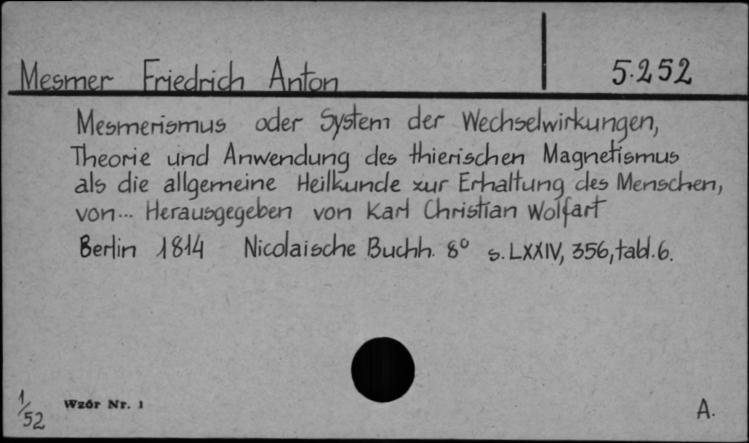 Mesmer Friedrich Anton 5.252
Mesmerismus oder System der Wechselwirkungen,
Theorie und Anwendung des thierischen Magnetismus
als die allgemeine Heilkunde zur Erhaltung des Menschen,
von... Herausgegeben von Karl Christian Wolfart
Berlin 1814 Nicolaische Buchh. 8° s. LXXIV, 356, tabl. 6.
1/52 Wzór Nr. 1 A.